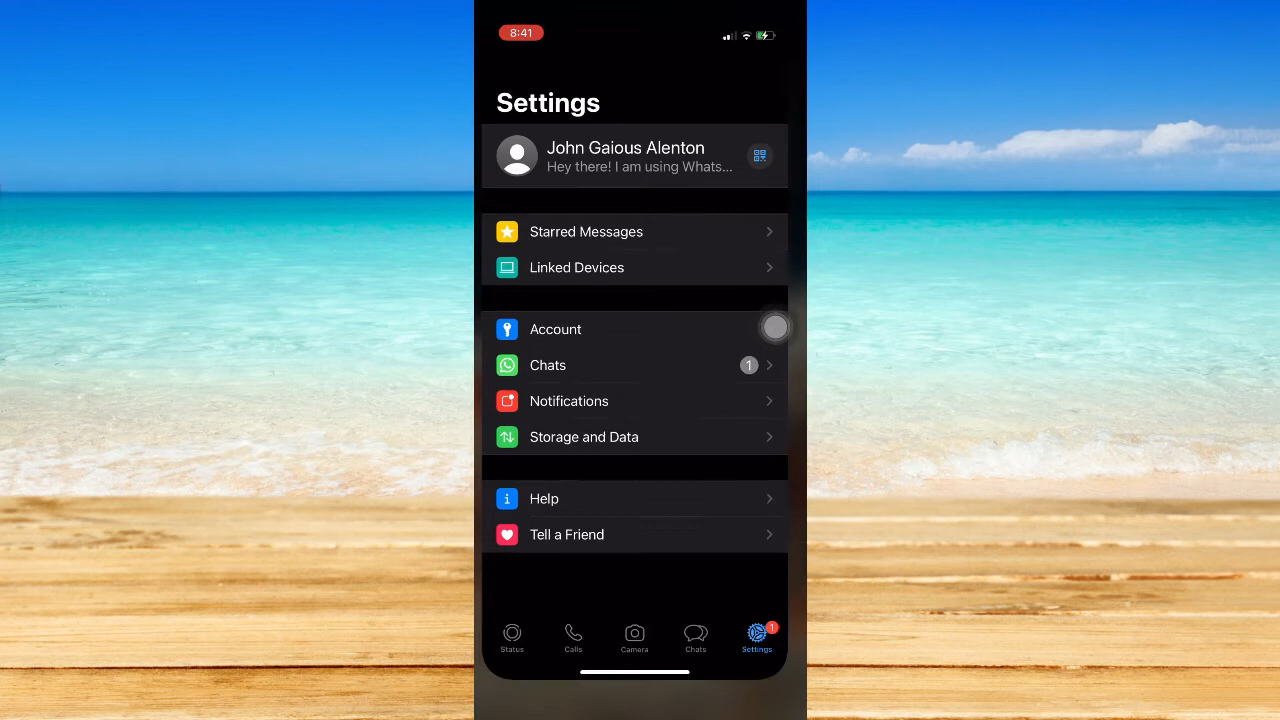 8:41
Settings
John Gaious Alenton
Hey there! I am using Whats...
Starred Messages
Linked Devices
Account
Chats 1
Notifications
Storage and Data
Help
Tell a Friend
1
Status Calls Camera Chats Settings